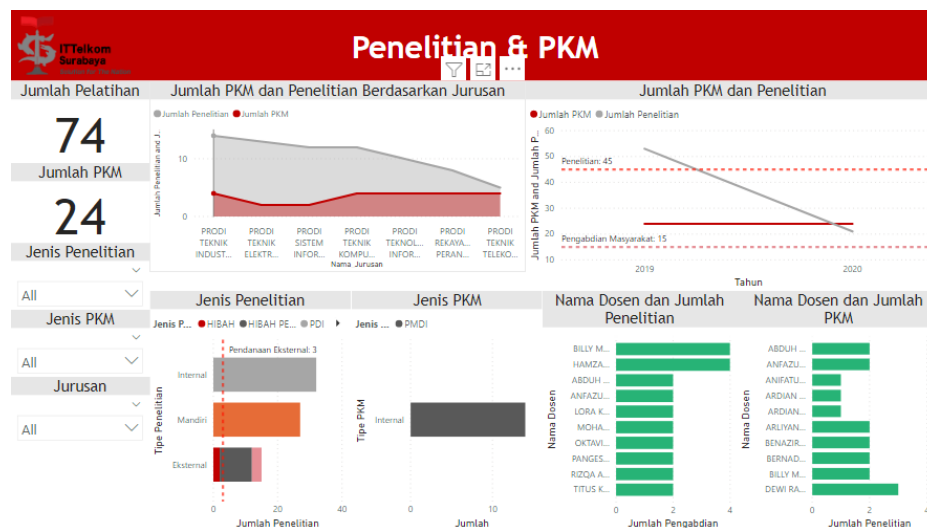 ITTelkom
Surabaya
Penelitian & PKM
Jumlah Pelatihan
74
Jumlah PKM
24
Jenis Penelitian
All
Jenis PKM
All
Jurusan
All
Jumlah PKM dan Penelitian Berdasarkan Jurusan
Jumlah Penelitian Jumlah PKM
Jumlah Penelitian and J...
10
0
PRODI TEKNIK INDUST...
PRODI TEKNIK ELEKTR...
PRODI SISTEM INFOR...
PRODI TEKNIK KOMPU...
PRODI TEKNOL... INFOR...
PRODI REKAYA... PERAN...
PRODI TEKNIK TELEKO...
Nama Jurusan
Jumlah PKM dan Penelitian
Jumlah PKM Jumlah Penelitian
Jumlah PKM and Jumlah P...
60
50
40
30
20
10
Penelitian: 45
Pengabdian Masyarakat: 15
2019
2020
Tahun
Jenis Penelitian
Jenis P... HIBAH HIBAH PE... PDI
Pendanaan Eksternal: 3
Tipe Penelitian
Internal
Mandiri
Eksternal
0
20
40
Jumlah Penelitian
Jenis PKM
Jenis ... PMDI
Tipe PKM
Internal
0
10
Jumlah
Nama Dosen dan Jumlah
Penelitian
Nama Dosen
BILLY M...
HAMZA...
ABDUH ...
ANFAZU...
LORA K...
MOHA...
OKTAVI...
PANGES...
RIZQA A...
TITUS K...
0
2
4
Jumlah Pengabdian
Nama Dosen dan Jumlah
PKM
Nama Dosen
ABDUH ...
ANFAZU...
ANIFATU...
ARDIAN ...
ARDIAN...
ARLIYAN...
BENAZIR...
BERNAD...
BILLY M...
DEWI RA...
0
2
4
Jumlah Penelitian